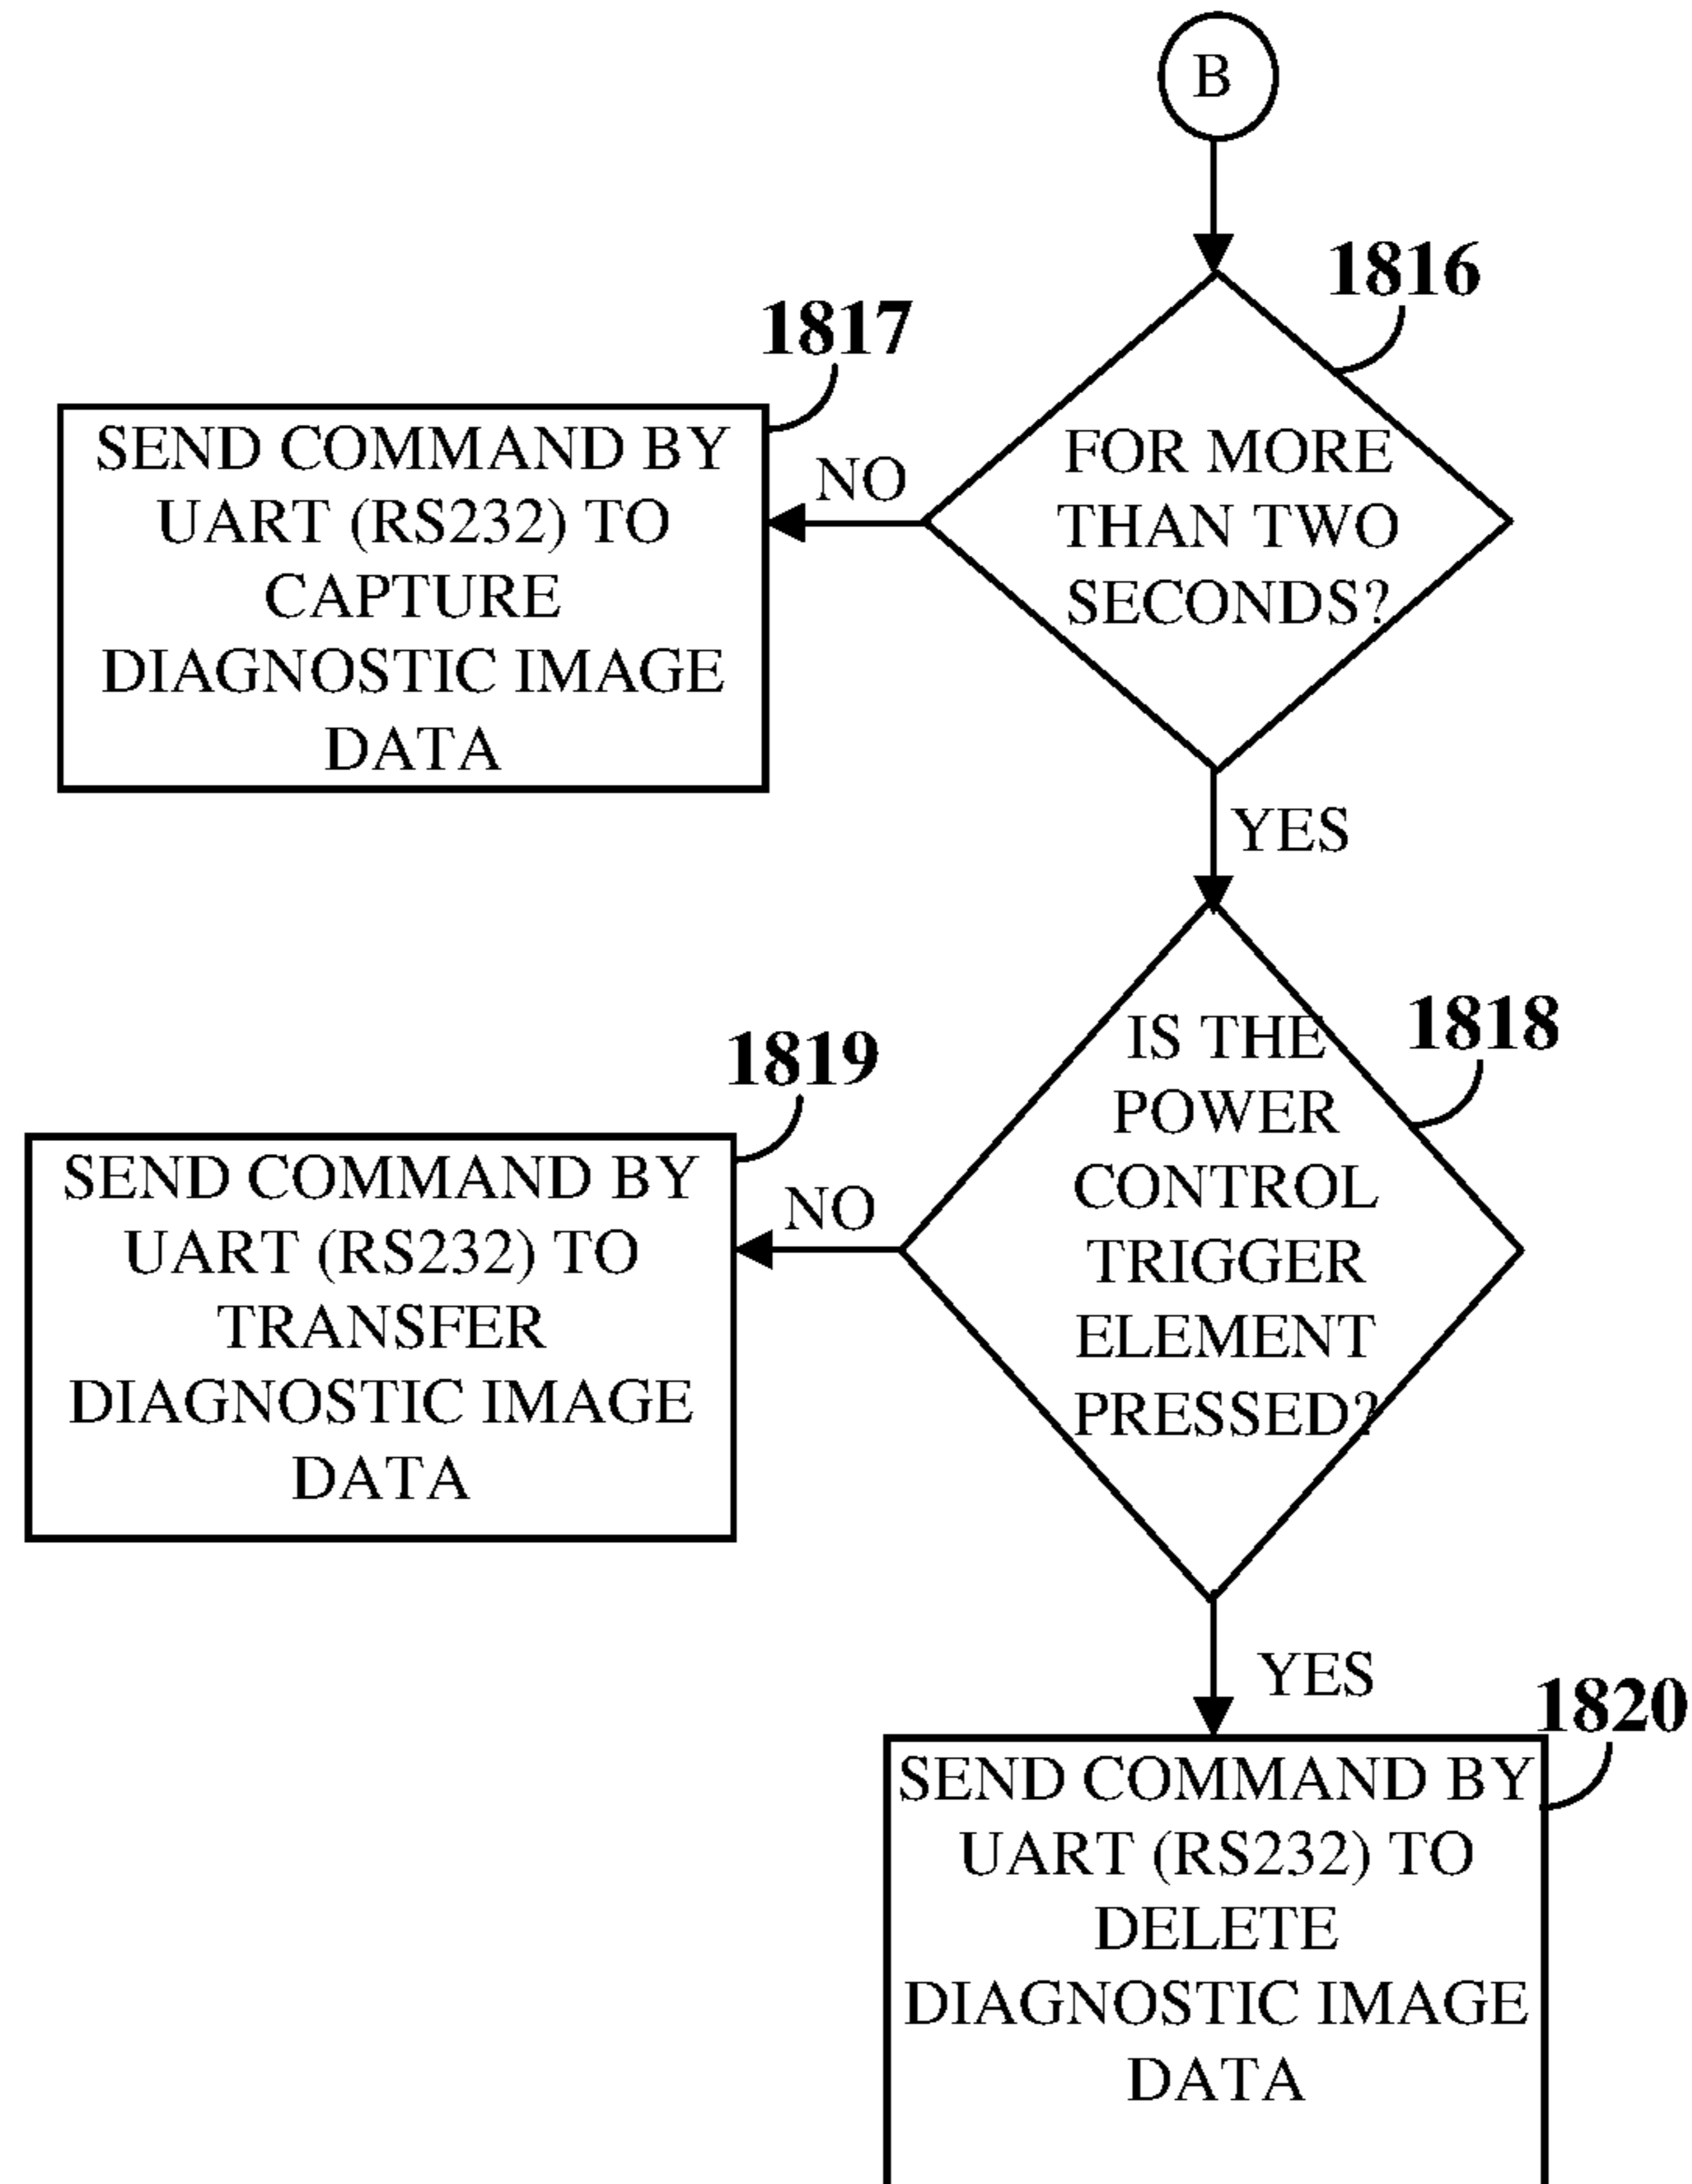 B
1816
FOR MORE
THAN TWO
SECONDS?
1817
NO
SEND COMMAND BY
UART (RS232) TO
CAPTURE
DIAGNOSTIC IMAGE
DATA
YES
1818
IS THE
POWER
CONTROL
TRIGGER
ELEMENT
PRESSED?
1819
NO
SEND COMMAND BY
UART (RS232) TO
TRANSFER
DIAGNOSTIC IMAGE
DATA
YES
1820
SEND COMMAND BY
UART (RS232) TO
DELETE
DIAGNOSTIC IMAGE
DATA